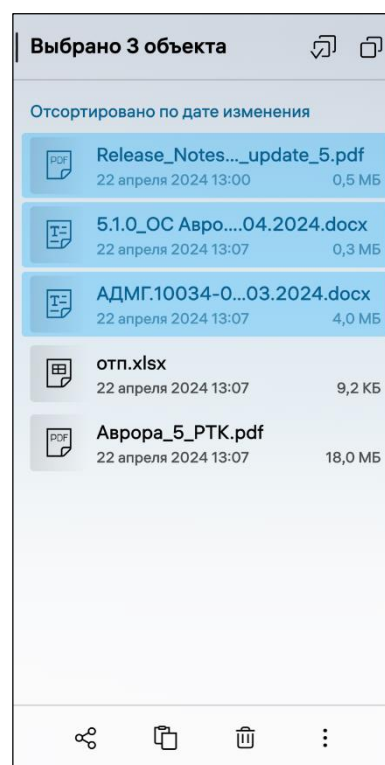 Выбрано 3 объекта
Отсортировано по дате изменения
PDF
Release_Notes..._update_5.pdf
22 апреля 2024 13:00 0,5 МБ
5.1.0_ОС Авро....04.2024.docx
22 апреля 2024 13:07 0,3 МБ
АДМГ.10034-0...03.2024.docx
22 апреля 2024 13:07 4,0 МБ
отп.xlsx
22 апреля 2024 13:07 9,2 КБ
PDF
Аврора_5_РТК.pdf
22 апреля 2024 13:07 18,0 МБ